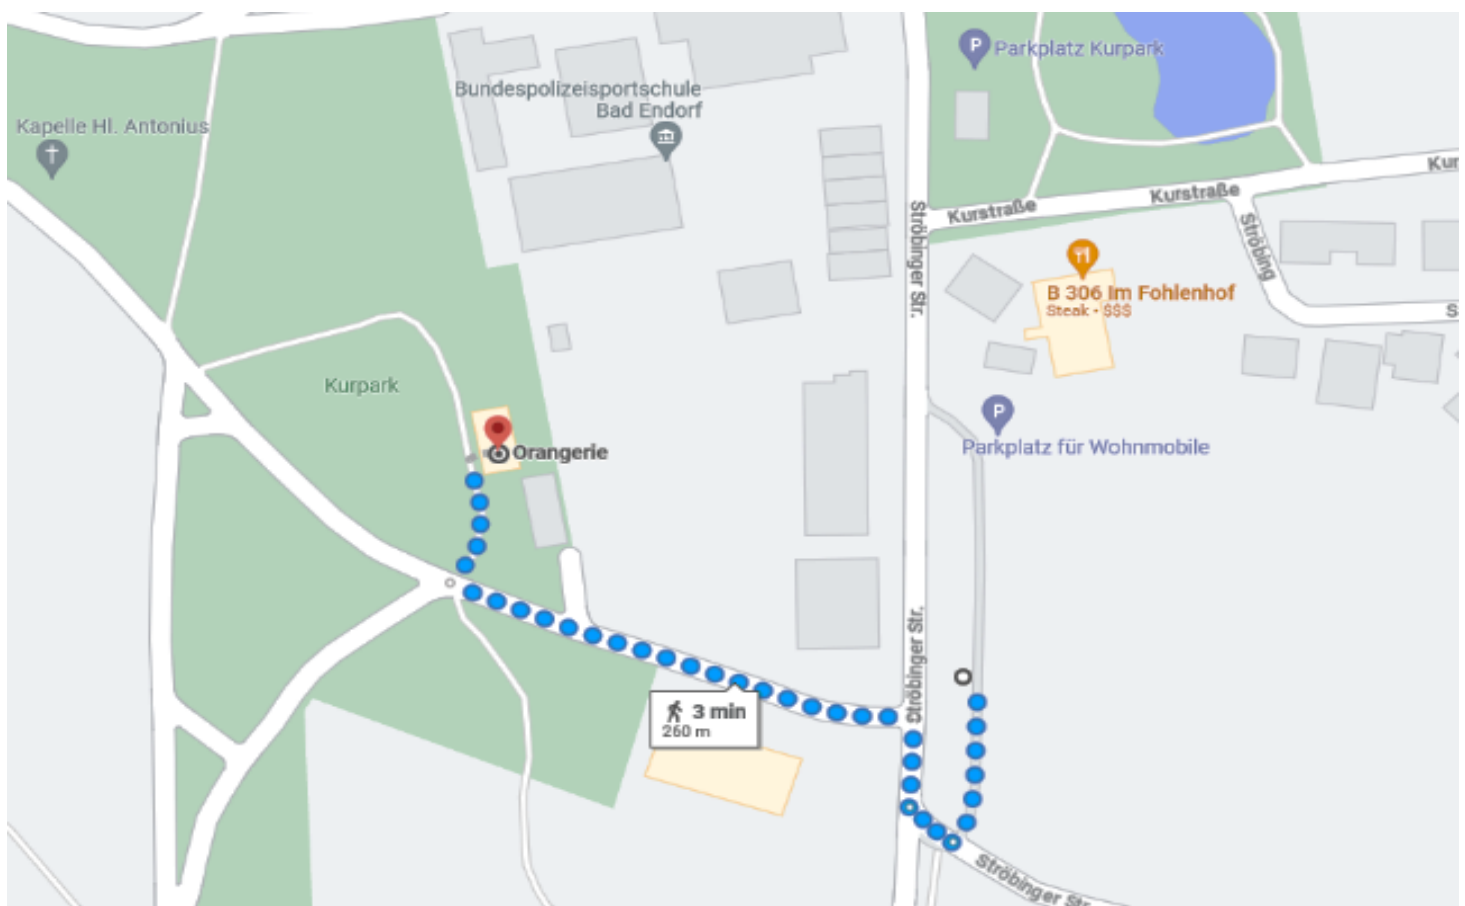 P
Parkplatz Kurpark
Bundespolizeisportschule
Bad Endorf
Kapelle Hl. Antonius
Kur
Kurstraße
Kurstraße
Ströbinger Str.
Ströbing
B 306 Im Fohlenhof
Steak · $$$
S
Kurpark
P
Parkplatz für Wohnmobile
Orangerie
Ströbinger Str.
3 min
260 m
Ströbinger Str